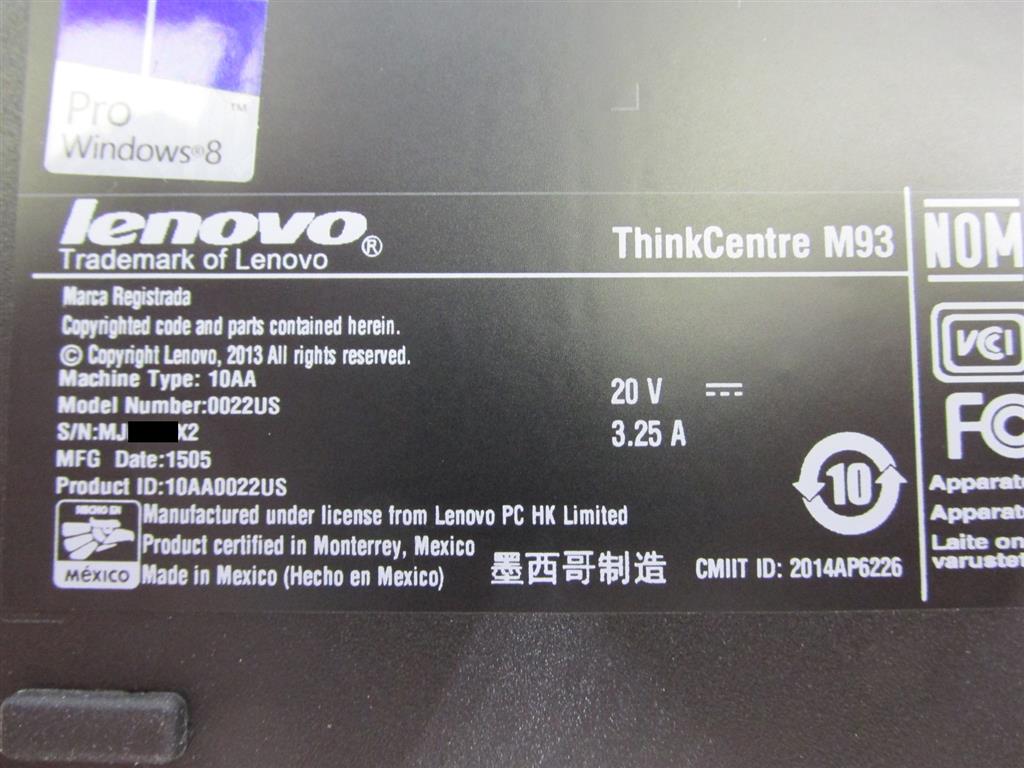 Pro ™
Windows®8
lenovo®
Trademark of Lenovo
ThinkCentre M93
Marca Registrada
Copyrighted code and parts contained herein.
© Copyright Lenovo, 2013 All rights reserved.
Machine Type: 10AA
Model Number:0022US
S/N:MJ X2
MFG Date:1505
Product ID:10AA0022US
20 V
3.25 A
10
HECHO EN
MÉXICO
Manufactured under license from Lenovo PC HK Limited
Product certified in Monterrey, Mexico
Made in Mexico (Hecho en Mexico)
墨西哥制造
CMIIT ID: 2014AP6226
NOM
VCI
FC
Apparat
Apparat
Laite on
varustet